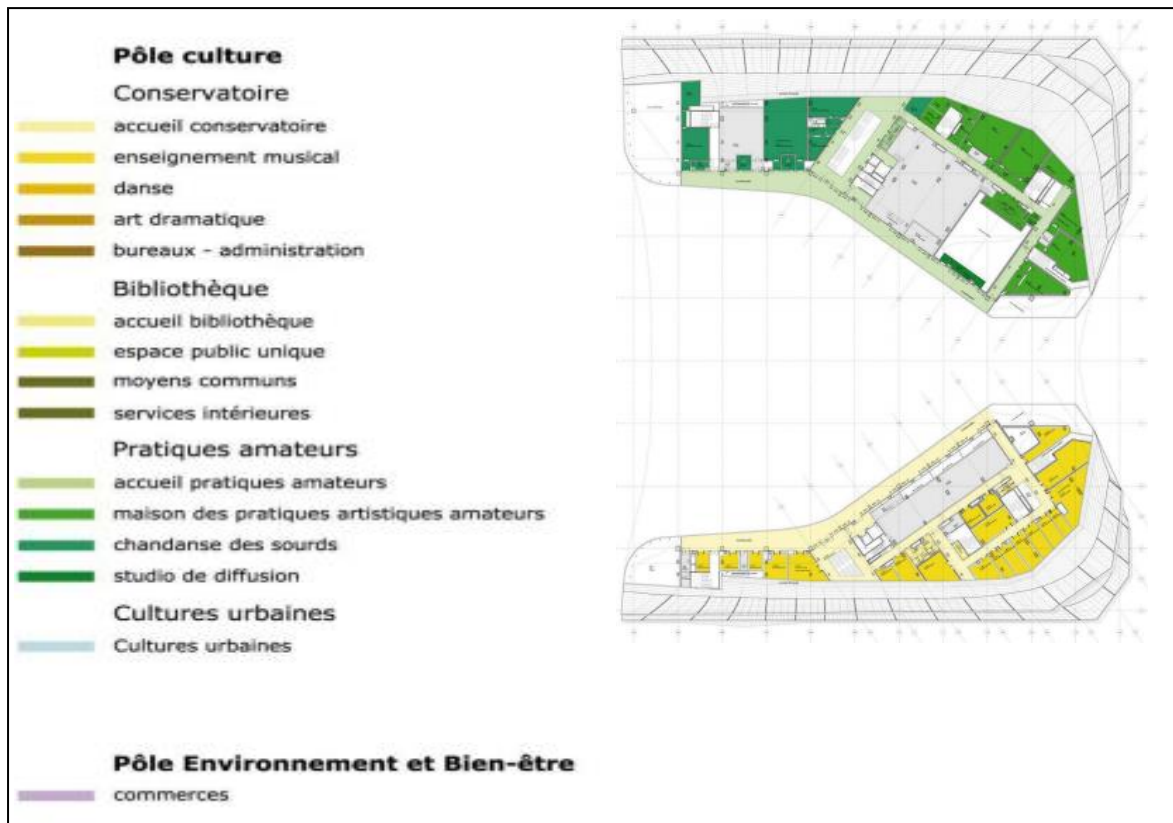 Pôle culture
Conservatoire
accueil conservatoire
enseignement musical
danse
art dramatique
bureaux - administration
Bibliothèque
accueil bibliothèque
espace public unique
moyens communs
services intérieures
Pratiques amateurs
accueil pratiques amateurs
maison des pratiques artistiques amateurs
chandanse des sourds
studio de diffusion
Cultures urbaines
Cultures urbaines
Pôle Environnement et Bien-être
commerces